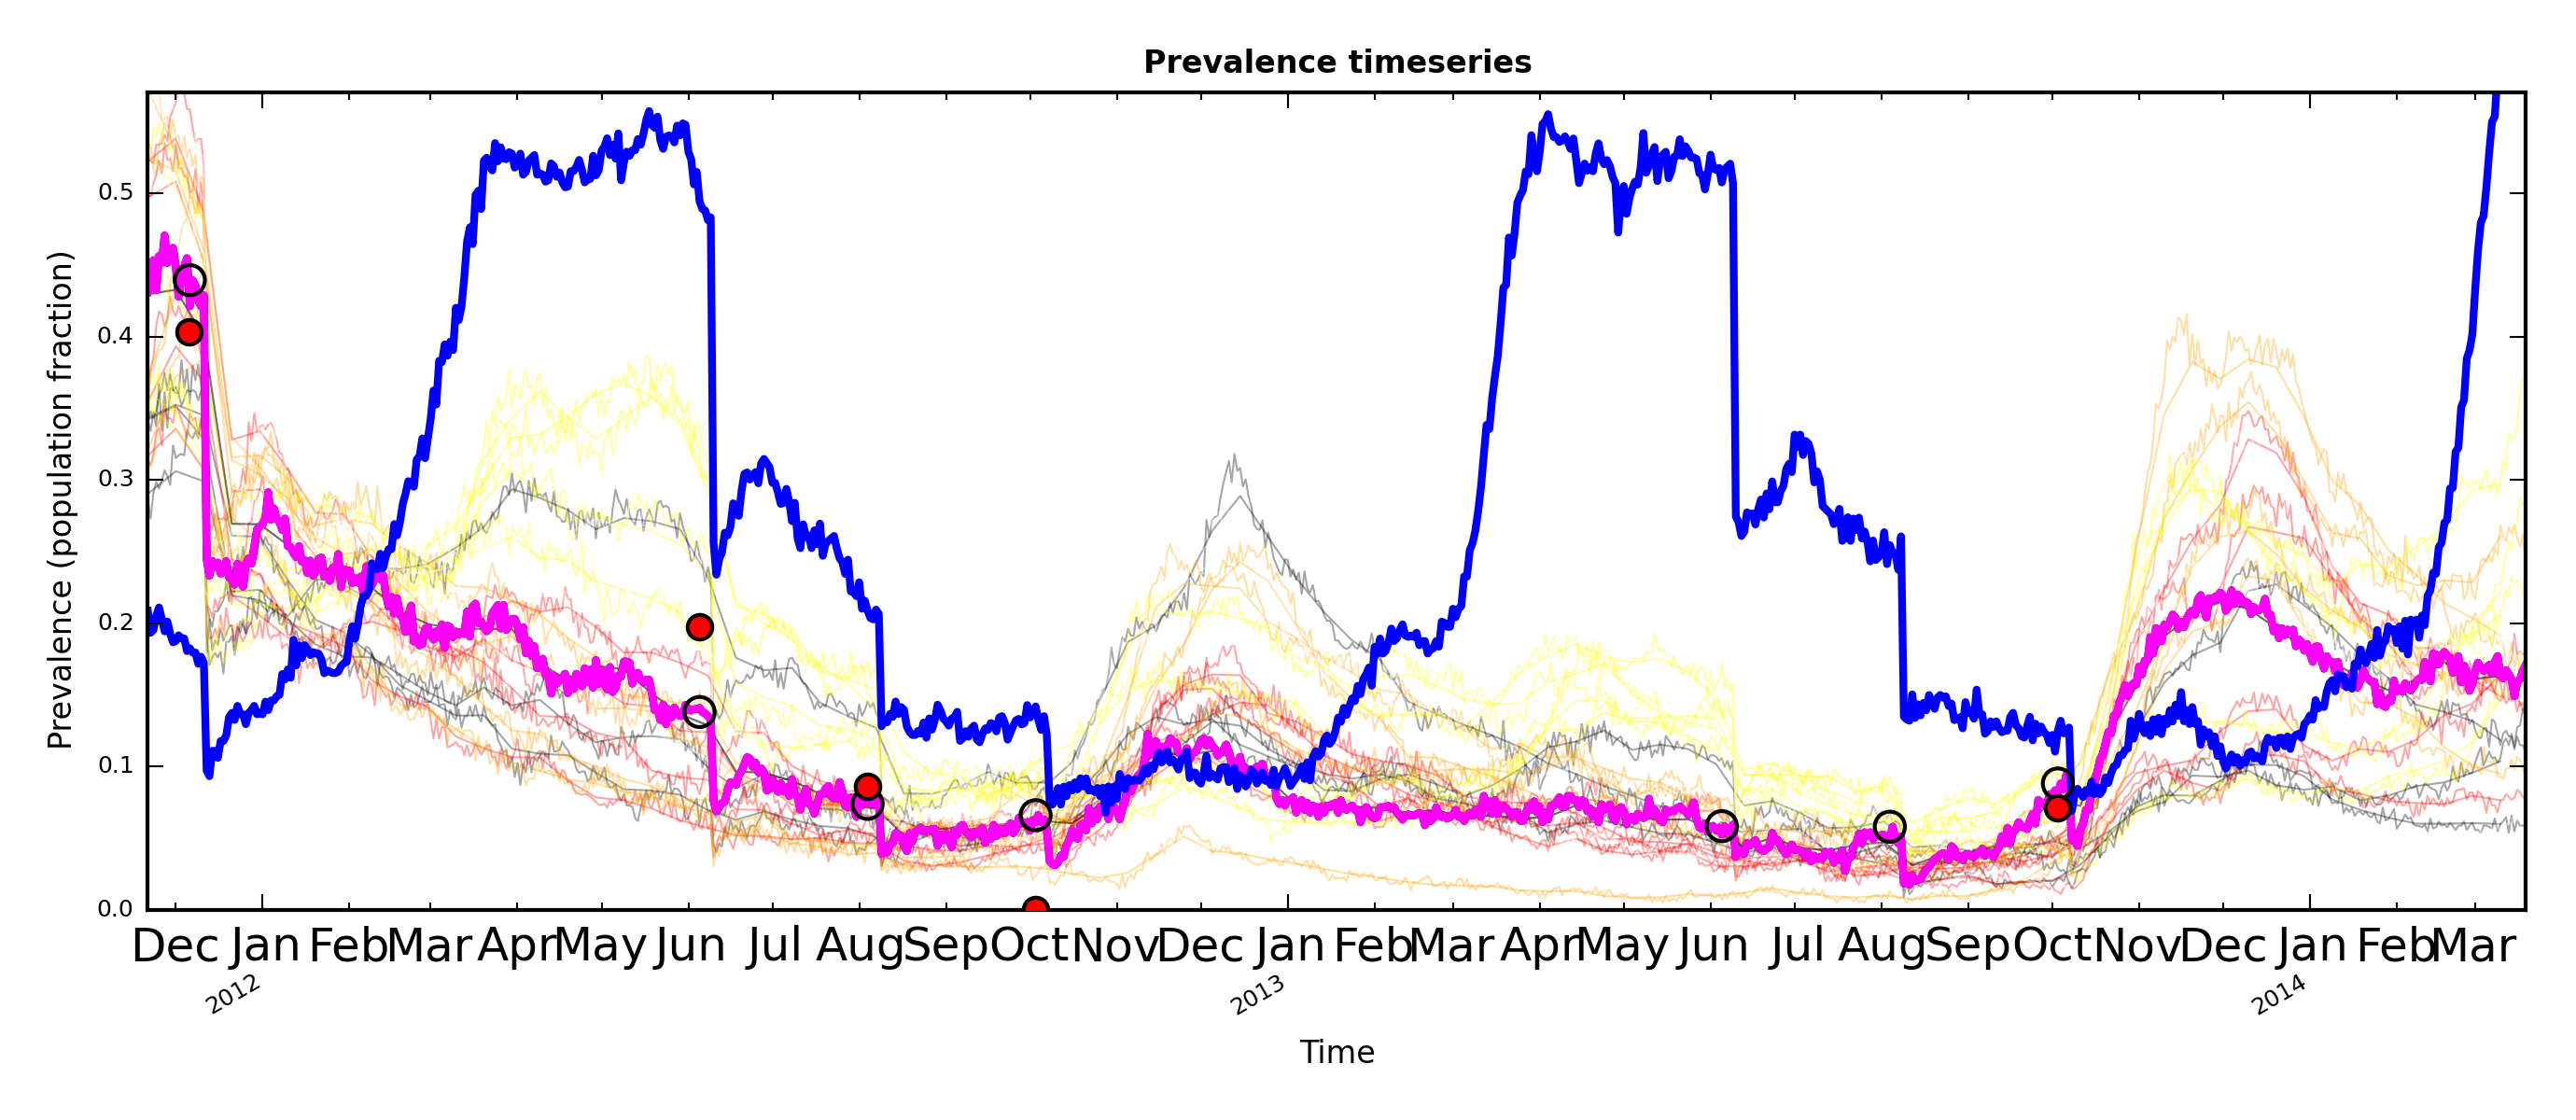 Prevalence timeseries
Prevalence (population fraction)
0.5
0.4
0.3
0.2
0.1
0.0
Dec Jan Feb Mar Apr May Jun Jul Aug Sep Oct Nov Dec Jan Feb Mar Apr May Jun Jul Aug Sep Oct Nov Dec Jan Feb Mar
2012 2013 2014
Time